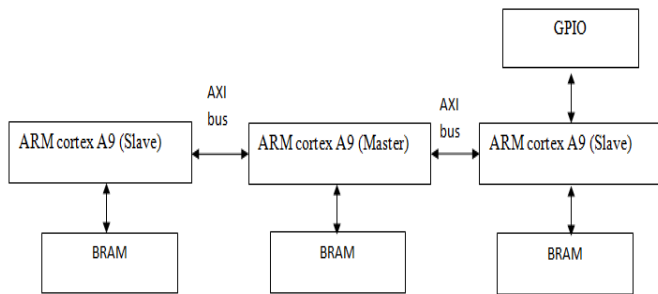 GPIO
AXI
bus
AXI
bus
ARM cortex A9 (Slave)
ARM cortex A9 (Master)
ARM cortex A9 (Slave)
BRAM
BRAM
BRAM